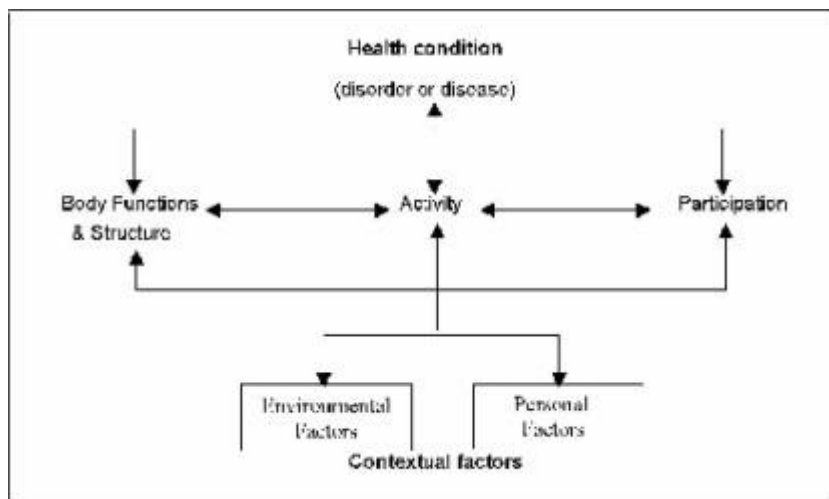 Health condition
(disorder or disease)
Body Functions
& Structure
Activity
Participation
Environmental
Factors
Personal
Factors
Contextual factors